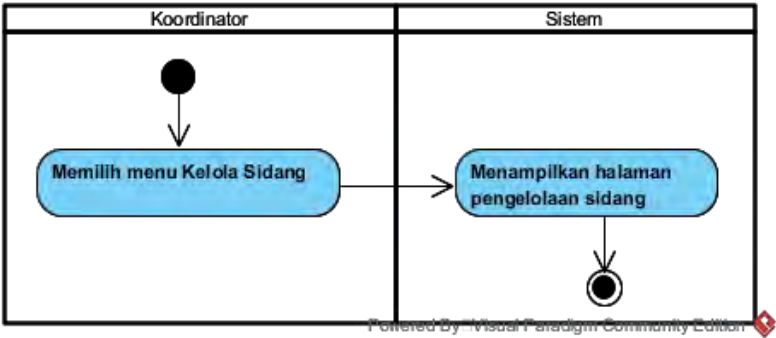 Koordinator
Sistem
Memilih menu Kelola Sidang
Menampilkan halaman
pengelolaan sidang
Powered By Visual Paradigm Community Edition